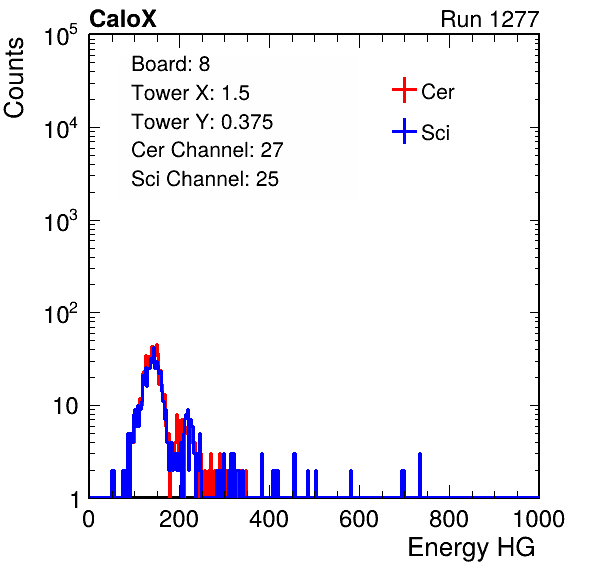 CaloX Run 1277
Counts
Board: 8
Tower X: 1.5
Tower Y: 0.375
Cer Channel: 27
Sci Channel: 25
Cer
Sci
10^5
10^4
10^3
10^2
10
1
0 200 400 600 800 1000
Energy HG